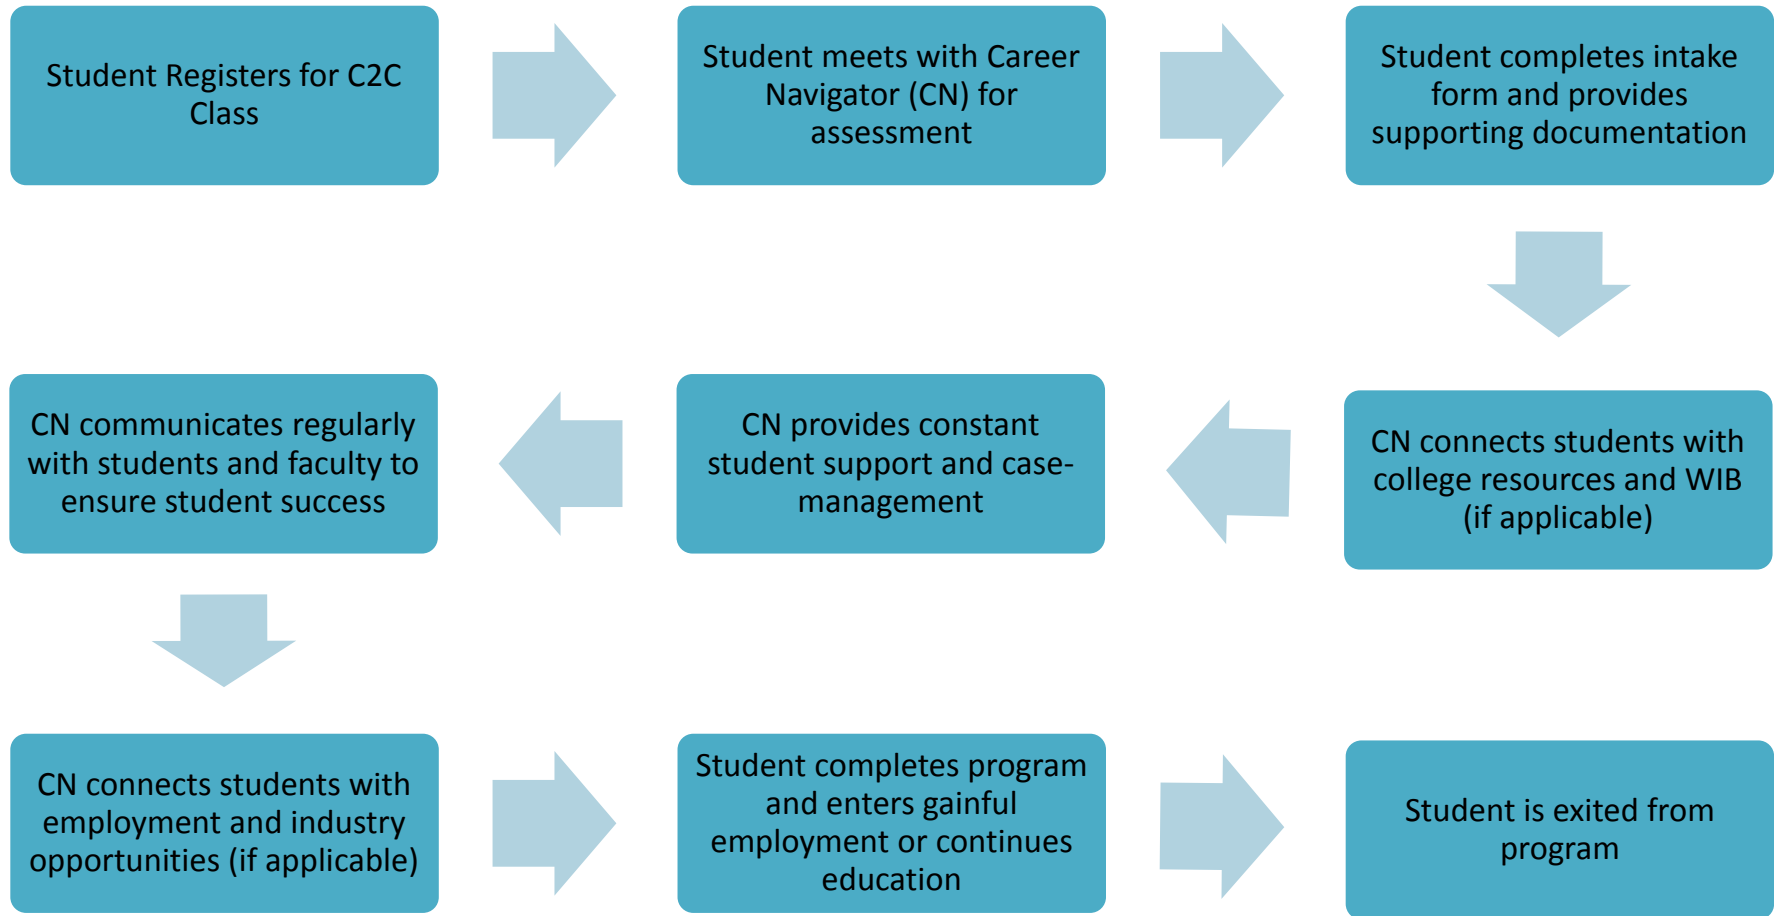 Student Registers for C2C
Class
Student meets with Career
Navigator (CN) for
assessment
Student completes intake
form and provides
supporting documentation
CN connects students with
college resources and WIB
(if applicable)
CN provides constant
student support and case-
management
CN communicates regularly
with students and faculty to
ensure student success
CN connects students with
employment and industry
opportunities (if applicable)
Student completes program
and enters gainful
employment or continues
education
Student is exited from
program